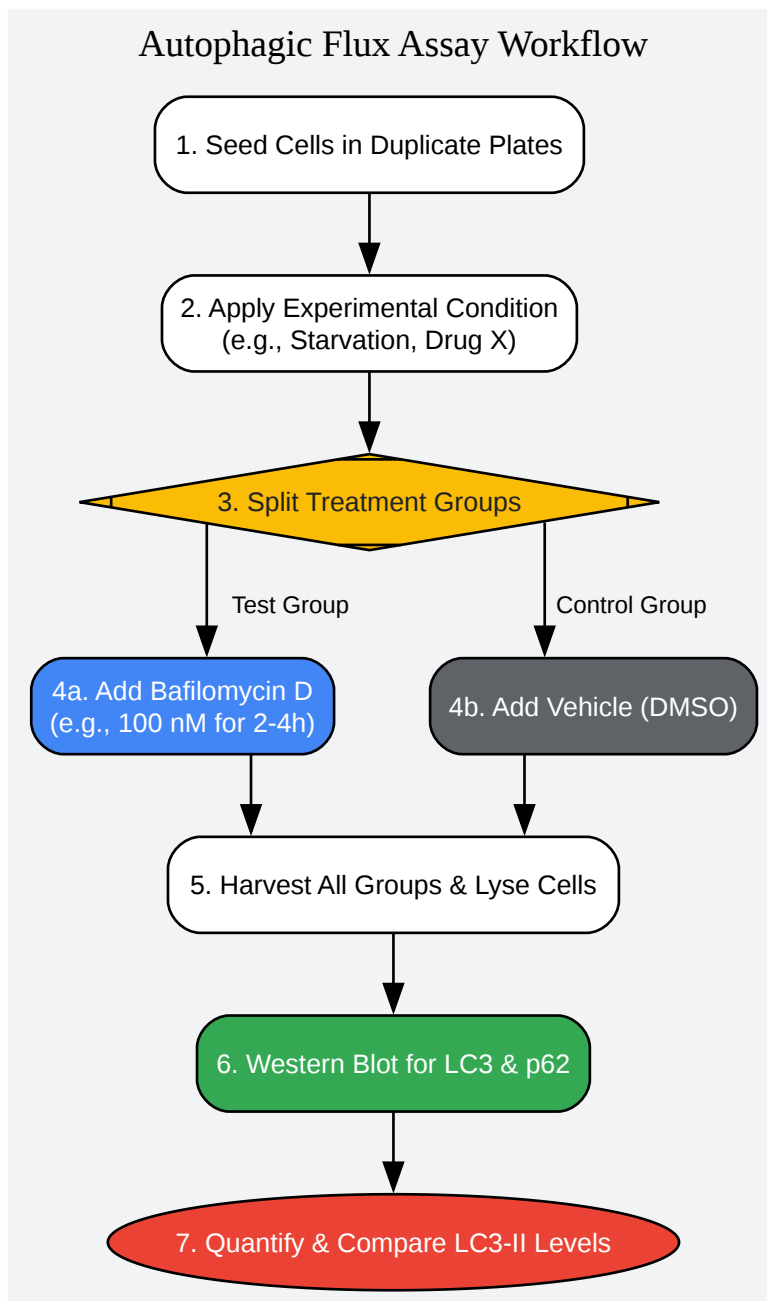 Autophagic Flux Assay Workflow
1. Seed Cells in Duplicate Plates
2. Apply Experimental Condition
(e.g., Starvation, Drug X)
3. Split Treatment Groups
Test Group
Control Group
4a. Add Bafilomycin D
(e.g., 100 nM for 2-4h)
4b. Add Vehicle (DMSO)
5. Harvest All Groups & Lyse Cells
6. Western Blot for LC3 & p62
7. Quantify & Compare LC3-II Levels